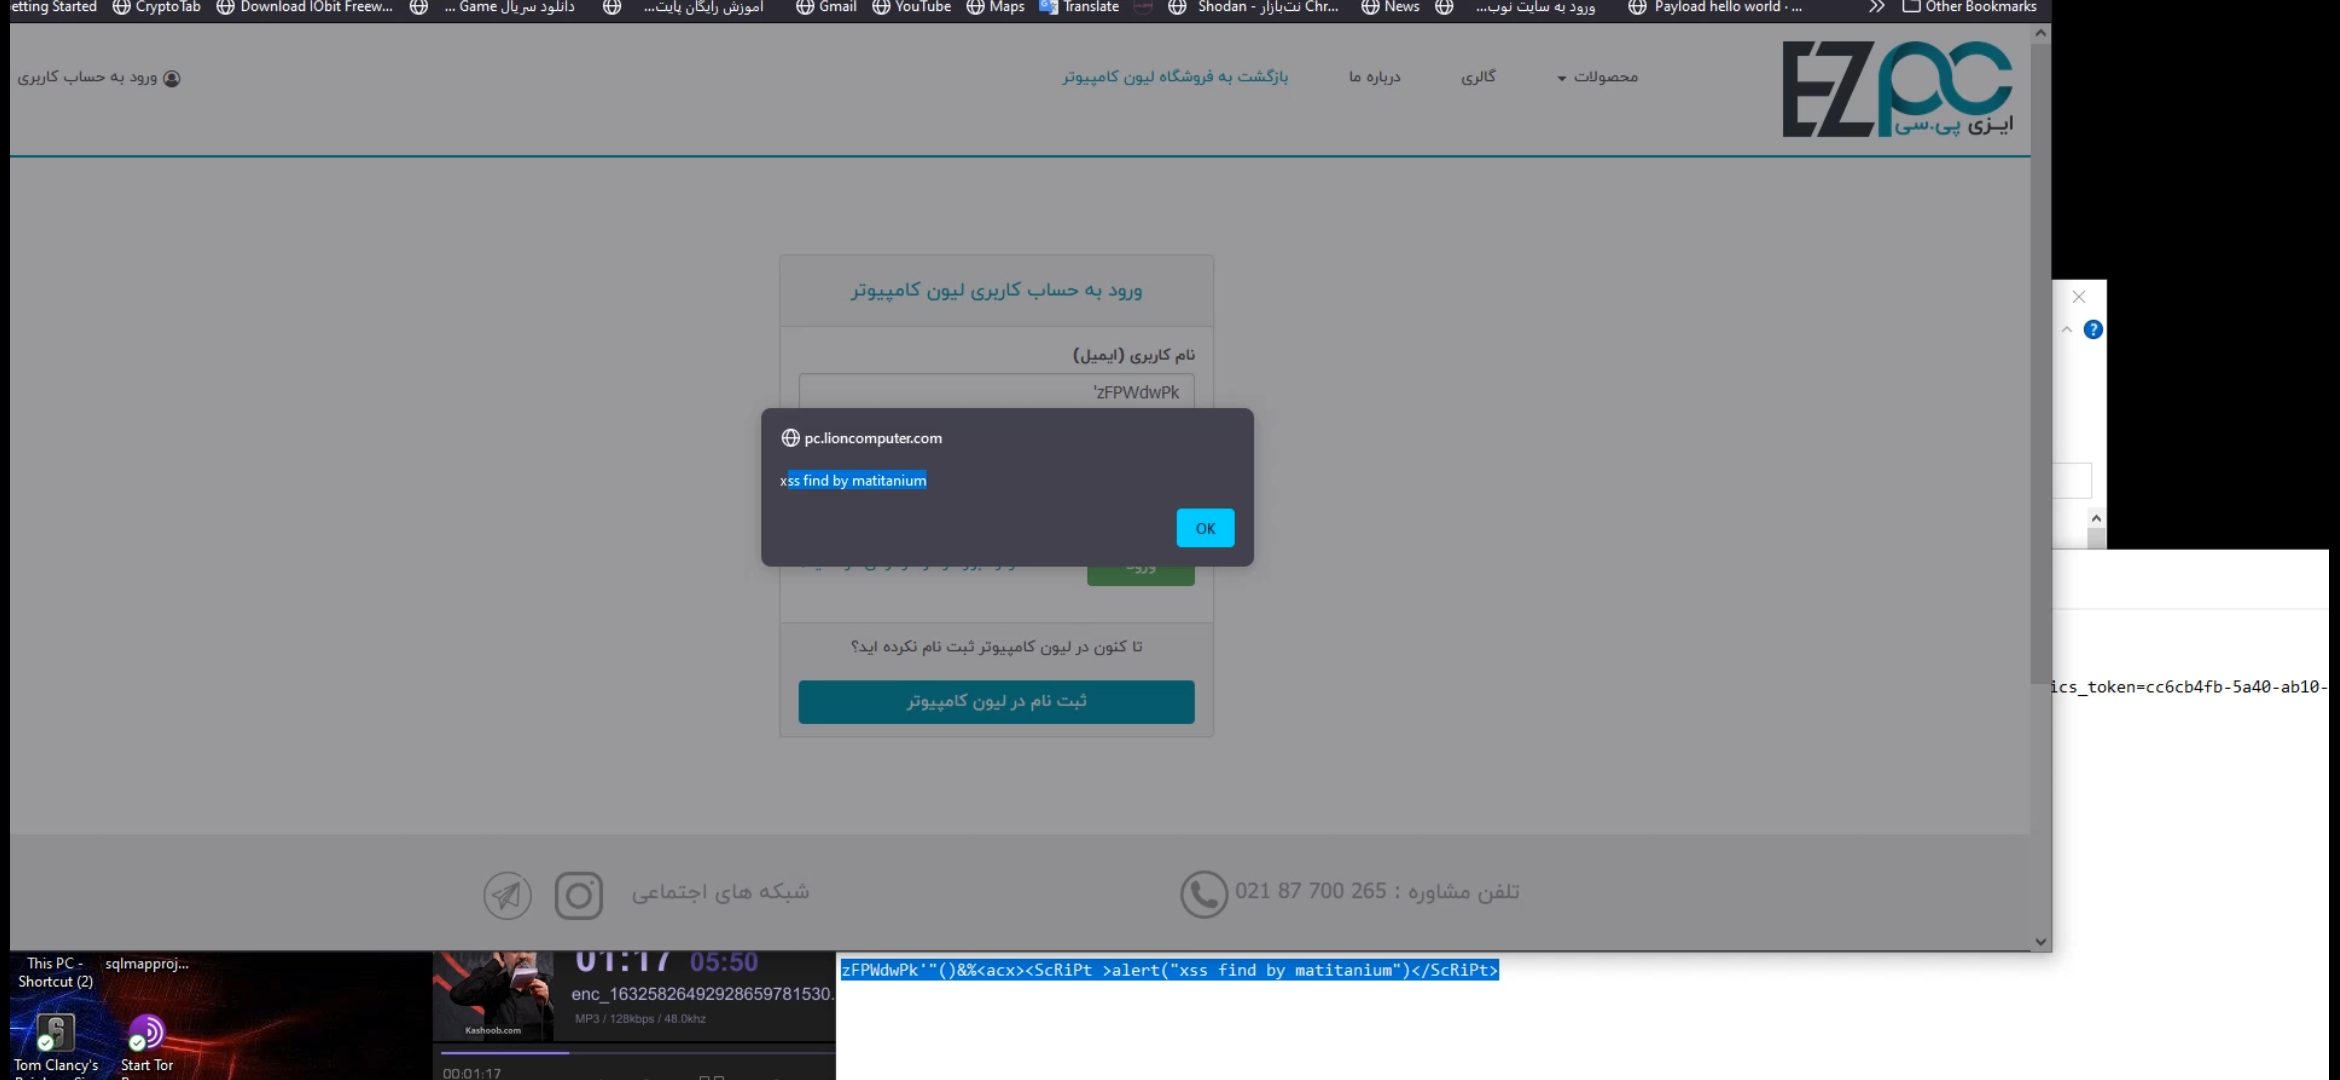 etting Started CryptoTab Download IObit Freew... دانلود سریال Game ... آموزش رایگان پایت... Gmail YouTube Maps Translate Shodan - نت‌بازار Chr... News ورود به سایت نوب... Payload hello world · ... Other Bookmarks
EZpc
ایزی پی.سی
محصولات
گالری
درباره ما
بازگشت به فروشگاه لیون کامپیوتر
ورود به حساب کاربری
ورود به حساب کاربری لیون کامپیوتر
نام کاربری (ایمیل)
'zFPWdwPk
pc.lioncomputer.com
xss find by matitanium
OK
ورود
تا کنون در لیون کامپیوتر ثبت نام نکرده اید؟
ثبت نام در لیون کامپیوتر
ics_token=cc6cb4fb-5a40-ab10-
تلفن مشاوره : 265 700 87 021
شبکه های اجتماعی
This PC - Shortcut (2)
sqlmapproj...
Tom Clancy's
Start Tor
01:17 05:50
enc_16325826492928659781530.
MP3 / 128kbps / 48.0khz
Kashoob.com
00:01:17
zFPWdwPk'"()&%<acx><ScRiPt >alert("xss find by matitanium")</ScRiPt>